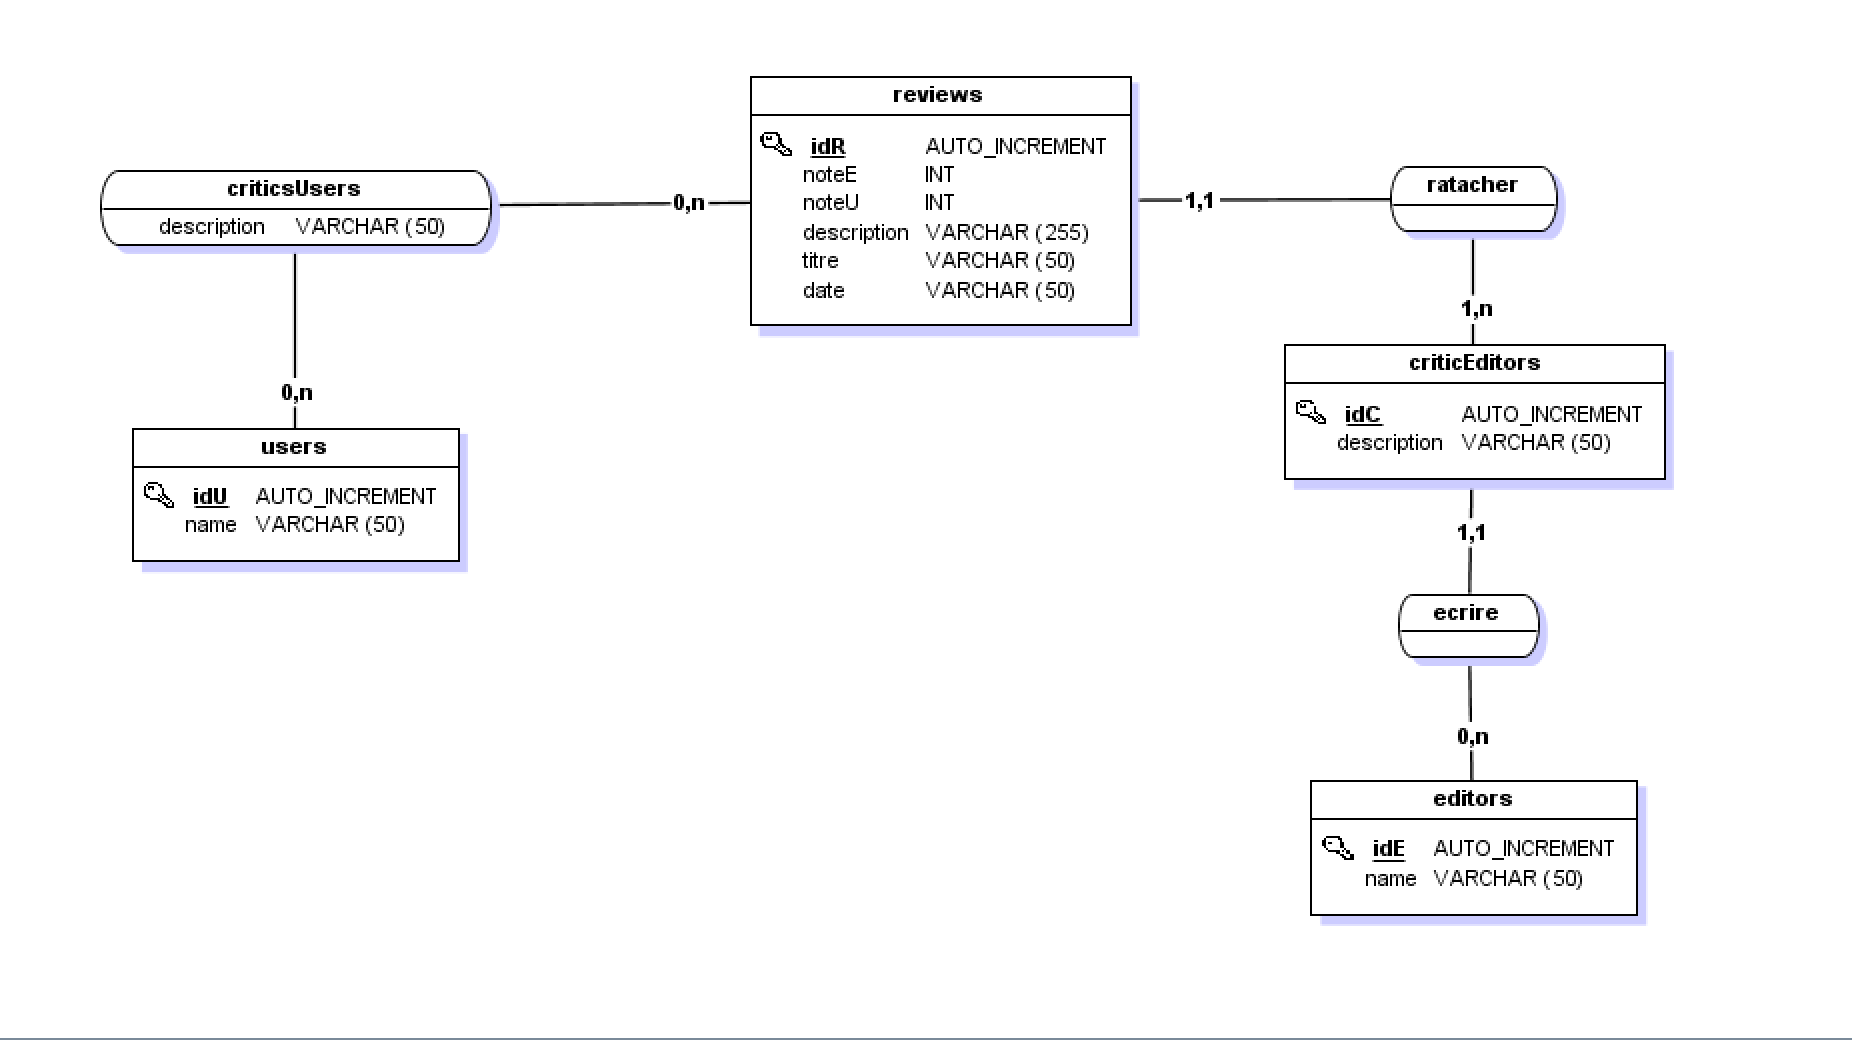 reviews
idR AUTO_INCREMENT
noteE INT
noteU INT
description VARCHAR (255)
titre VARCHAR (50)
date VARCHAR (50)
criticsUsers
description VARCHAR (50)
0,n
0,n
users
idU AUTO_INCREMENT
name VARCHAR (50)
1,1
ratacher
1,n
criticEditors
idC AUTO_INCREMENT
description VARCHAR (50)
1,1
ecrire
0,n
editors
idE AUTO_INCREMENT
name VARCHAR (50)